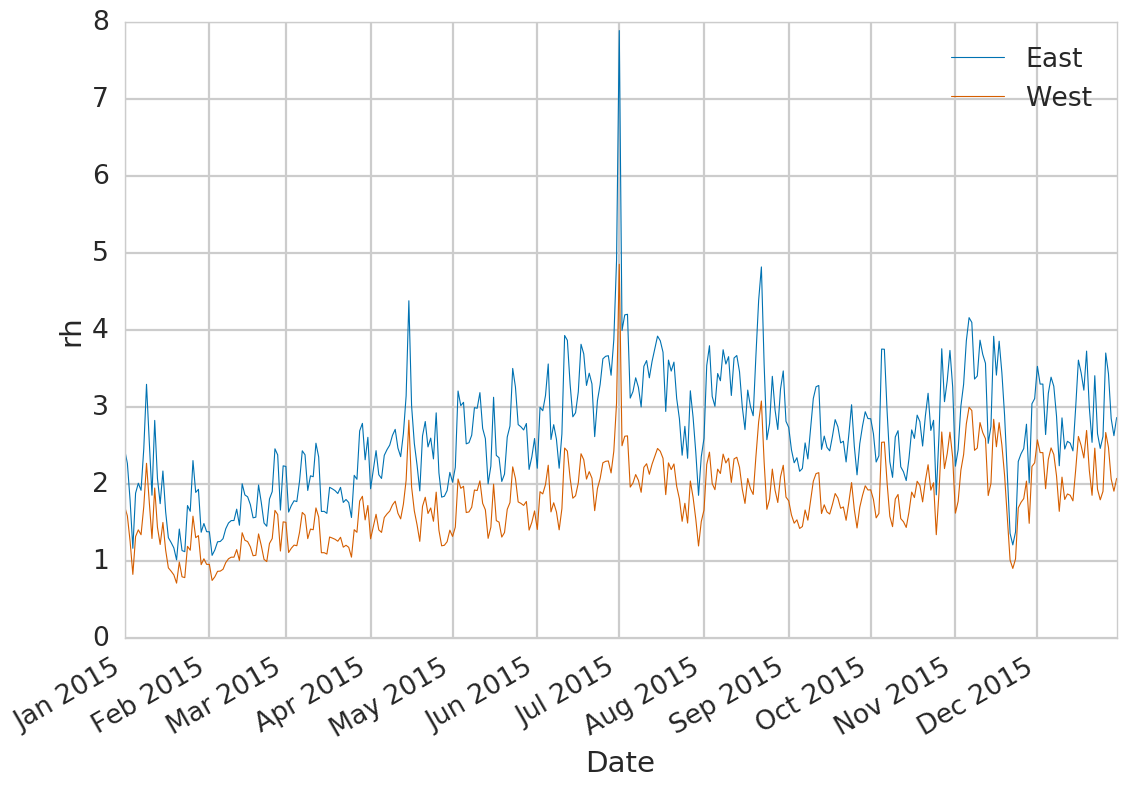 8
7
6
5
4
3
2
1
0
rh
East
West
Jan 2015
Feb 2015
Mar 2015
Apr 2015
May 2015
Jun 2015
Jul 2015
Aug 2015
Sep 2015
Oct 2015
Nov 2015
Dec 2015
Date